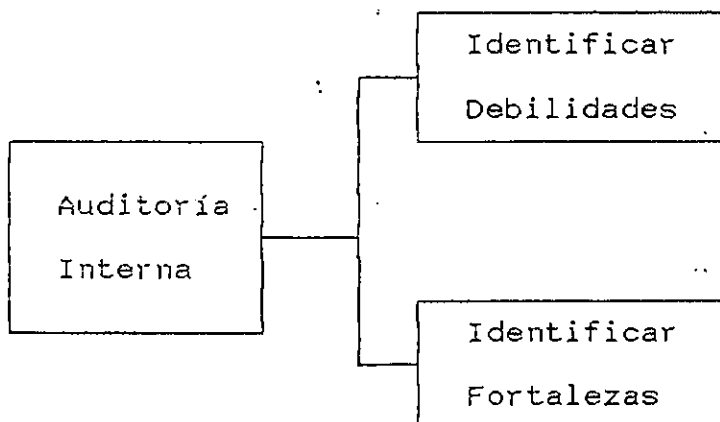 Identificar
Debilidades
Auditoría
Interna
Identificar
Fortalezas